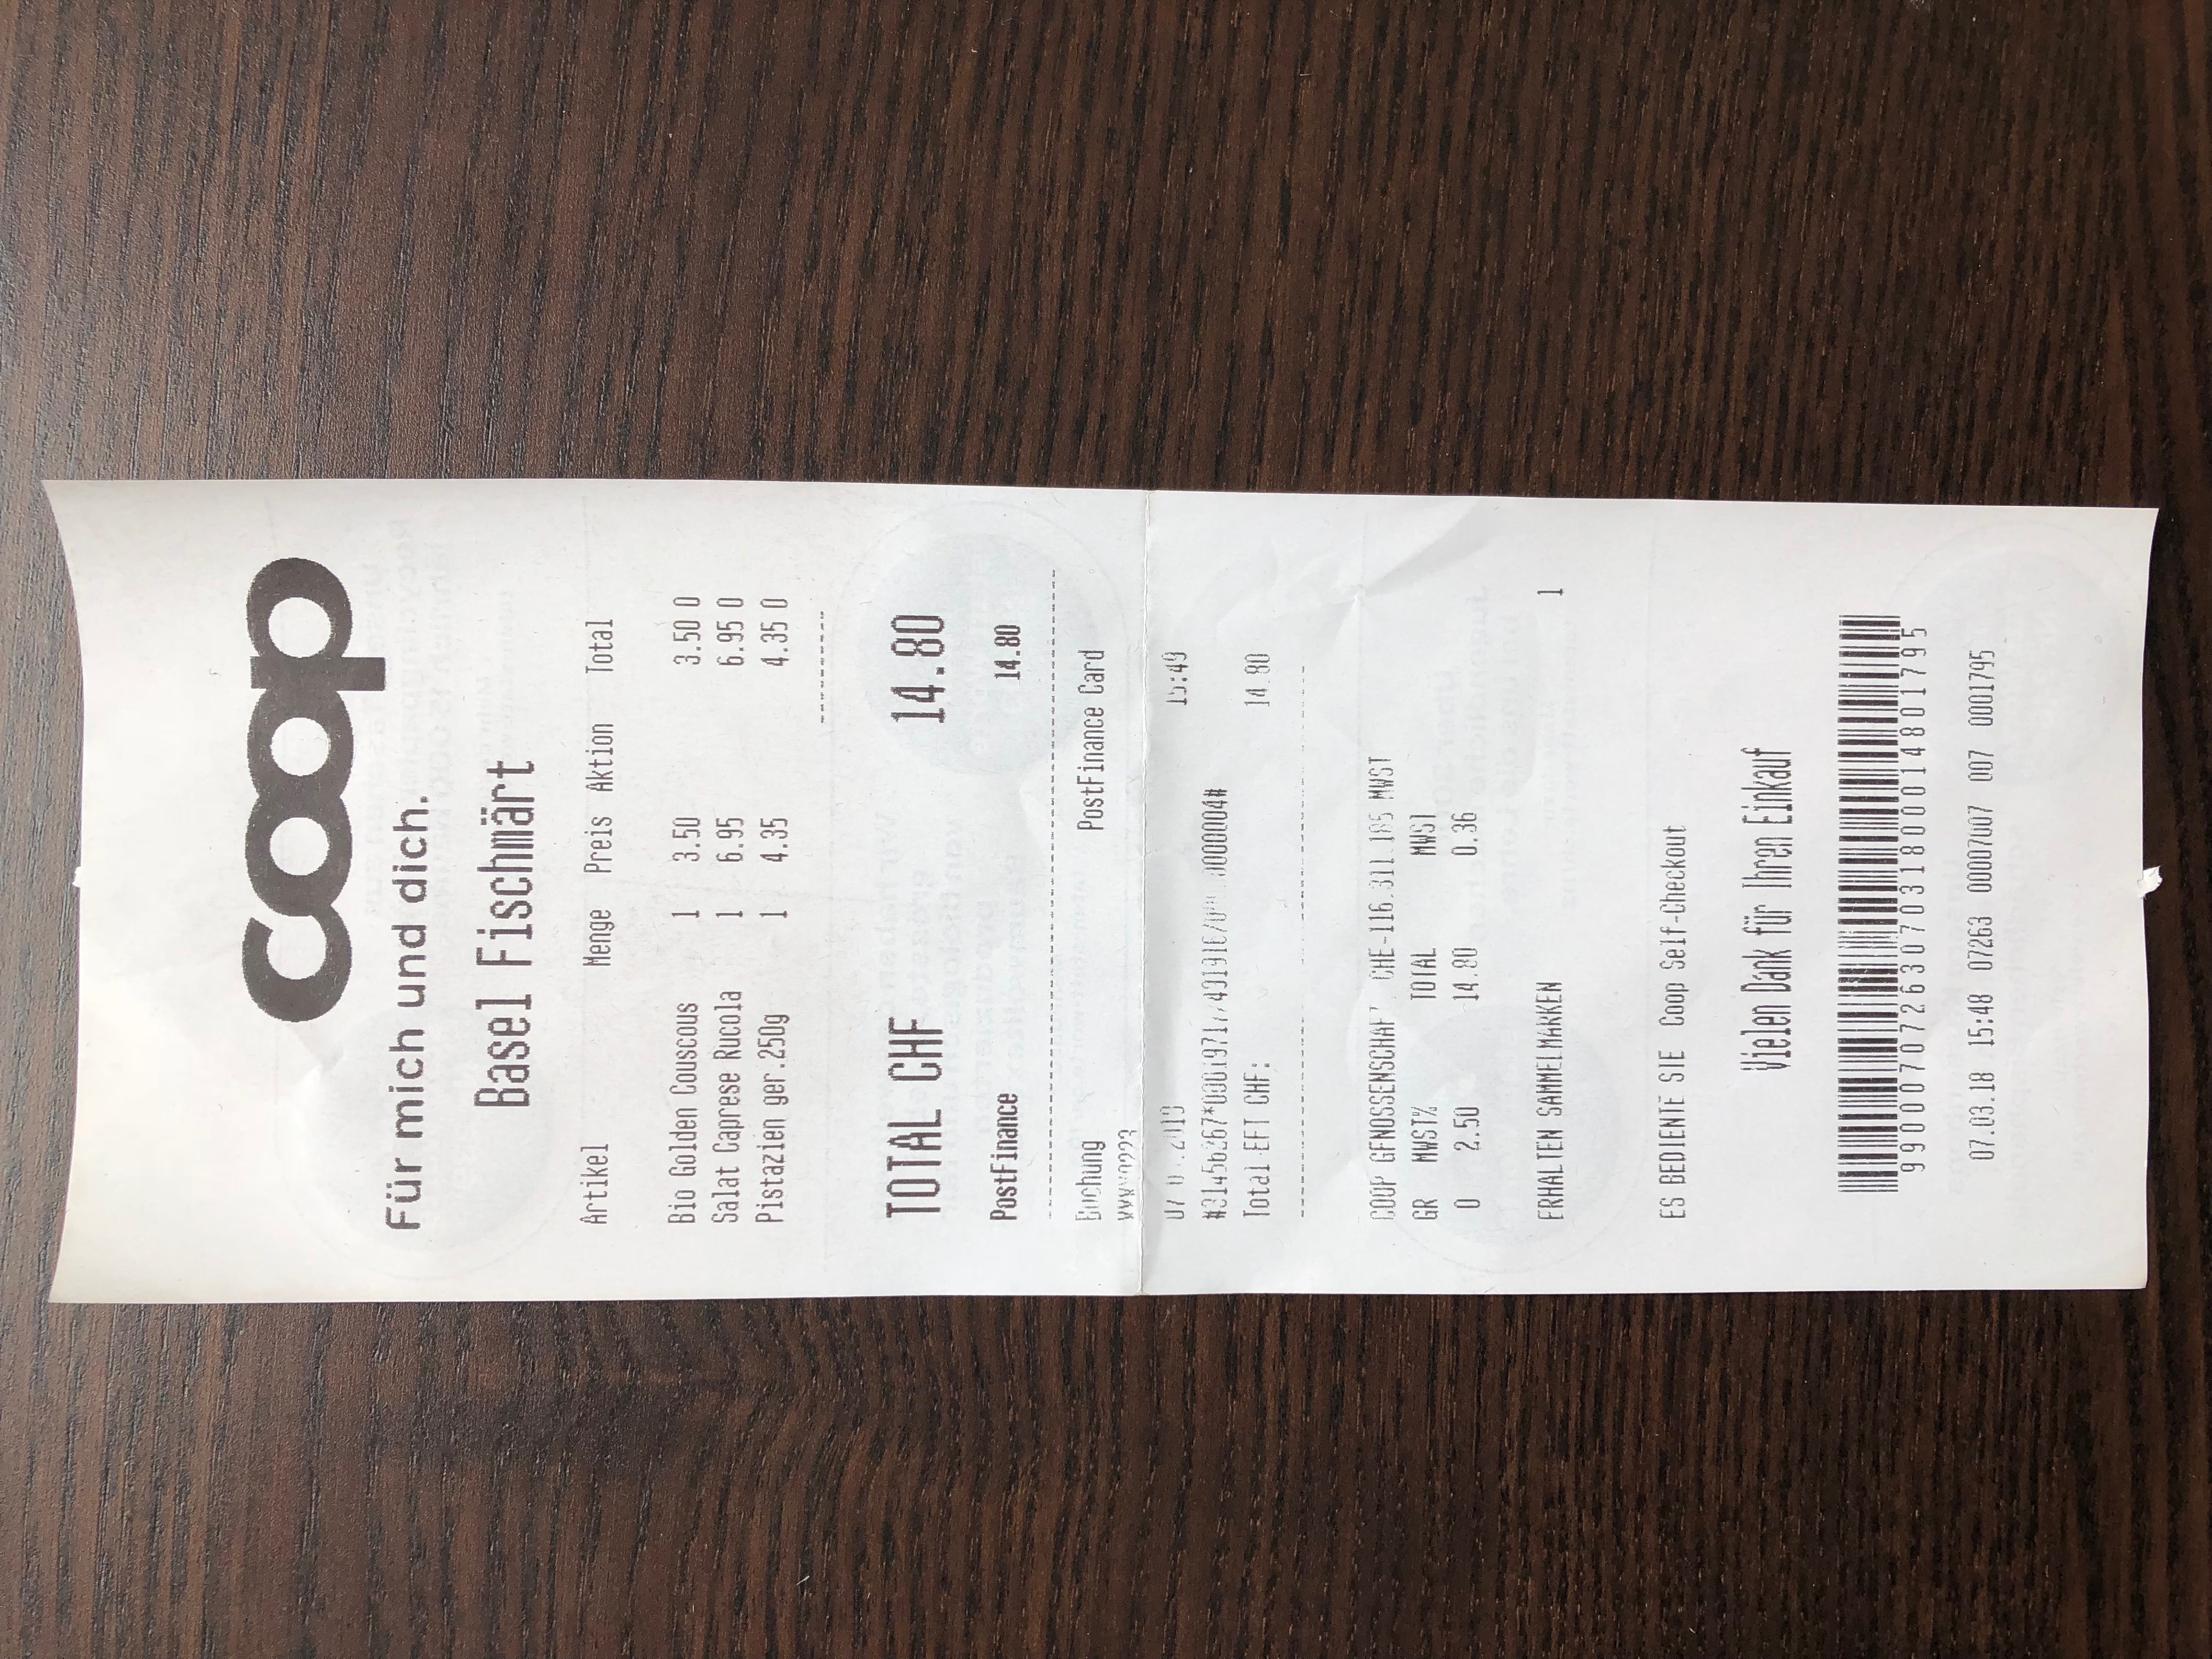 coop
Für mich und dich.
Basel Fischmärt
Artikel Menge Preis Aktion Total
Bio Golden Couscous 1 3.50 3.50 0
Salat Caprese Rucola 1 6.95 6.95 0
Pistazien ger.250g 1 4.35 4.35 0
TOTAL CHF 14.80
PostFinance 14.80
Buchung PostFinance Card
15:49
Total EFT CHF: 14.80
COOP GENOSSENSCHAFT CHE-116.311.185 MWST
GR MWST% TOTAL MWST
0 2.50 14.80 0.36
ERHALTEN SAMMELMARKEN 1
ES BEDIENTE SIE Coop Self-Checkout
Vielen Dank für Ihren Einkauf
9900070726307031800014801795
07.03.18 15:48 07263 00007007 007 0001795